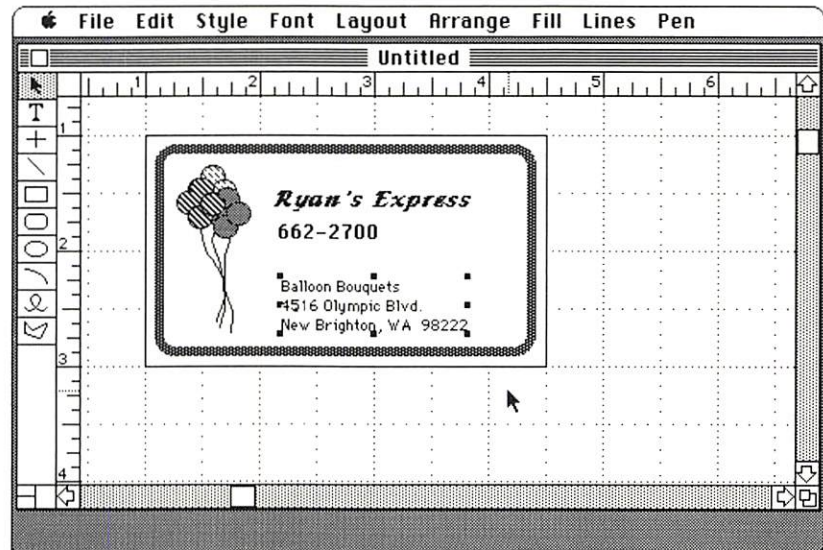 File Edit Style Font Layout Arrange Fill Lines Pen
Untitled
1 2 3 4 5 6
T
1
2
3
4
Ryan's Express
662-2700
Balloon Bouquets
4516 Olympic Blvd.
New Brighton, WA 98222